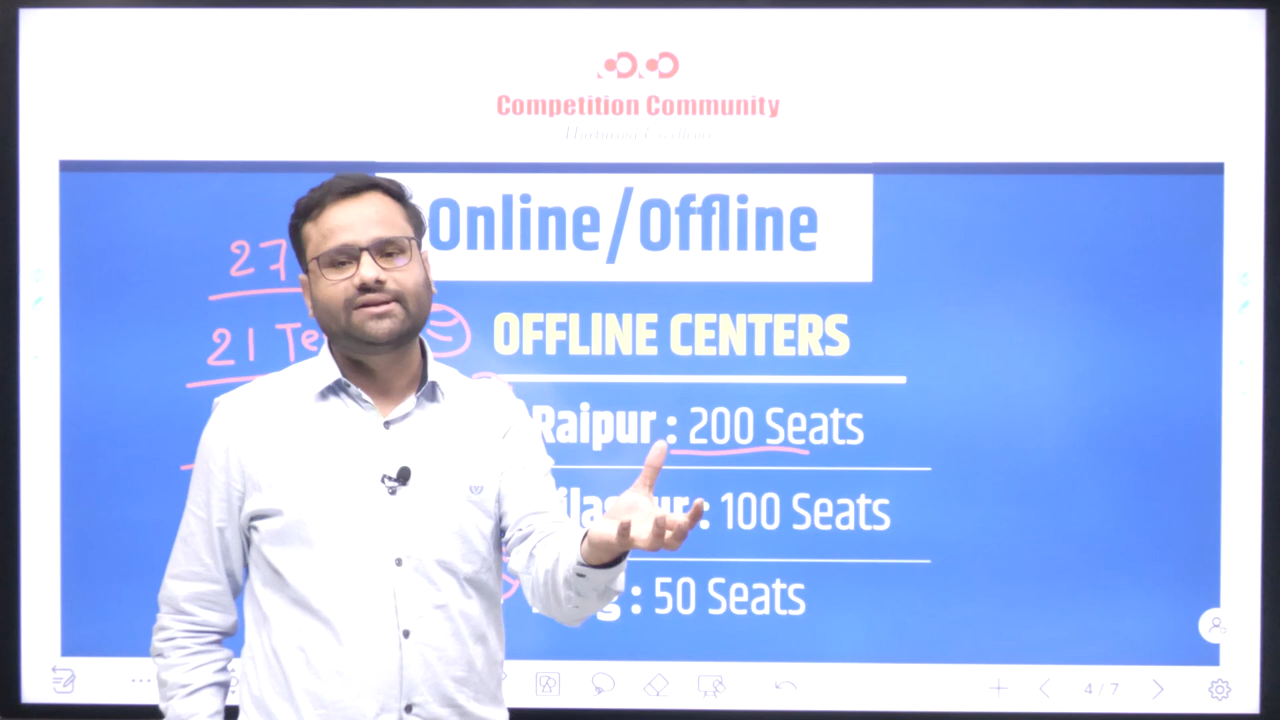 Competition Community
Online/Offline
27
21
OFFLINE CENTERS
Raipur : 200 Seats
: 100 Seats
: 50 Seats
4/7